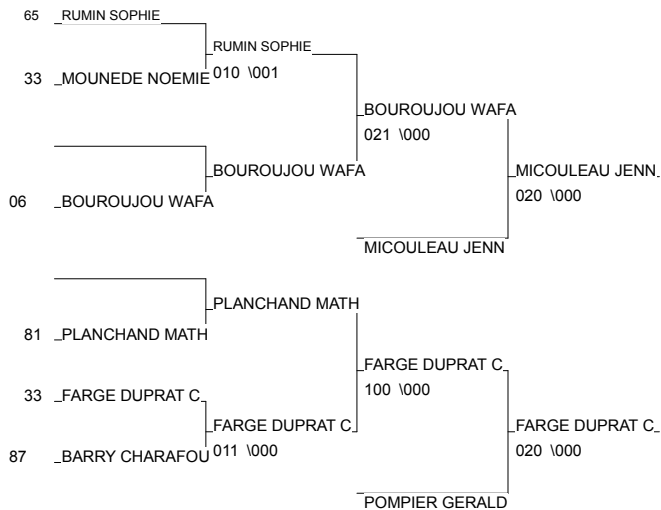 65 RUMIN SOPHIE
RUMIN SOPHIE
33 MOUNEDE NOEMIE
010 \001
BOUROUJOU WAFA
021 \000
BOUROUJOU WAFA
MICOULEAU JENN
020 \000
06 BOUROUJOU WAFA
MICOULEAU JENN
PLANCHAND MATH
81 PLANCHAND MATH
FARGE DUPRAT C
100 \000
33 FARGE DUPRAT C
FARGE DUPRAT C
011 \000
FARGE DUPRAT C
020 \000
87 BARRY CHARAFOU
POMPIER GERALD